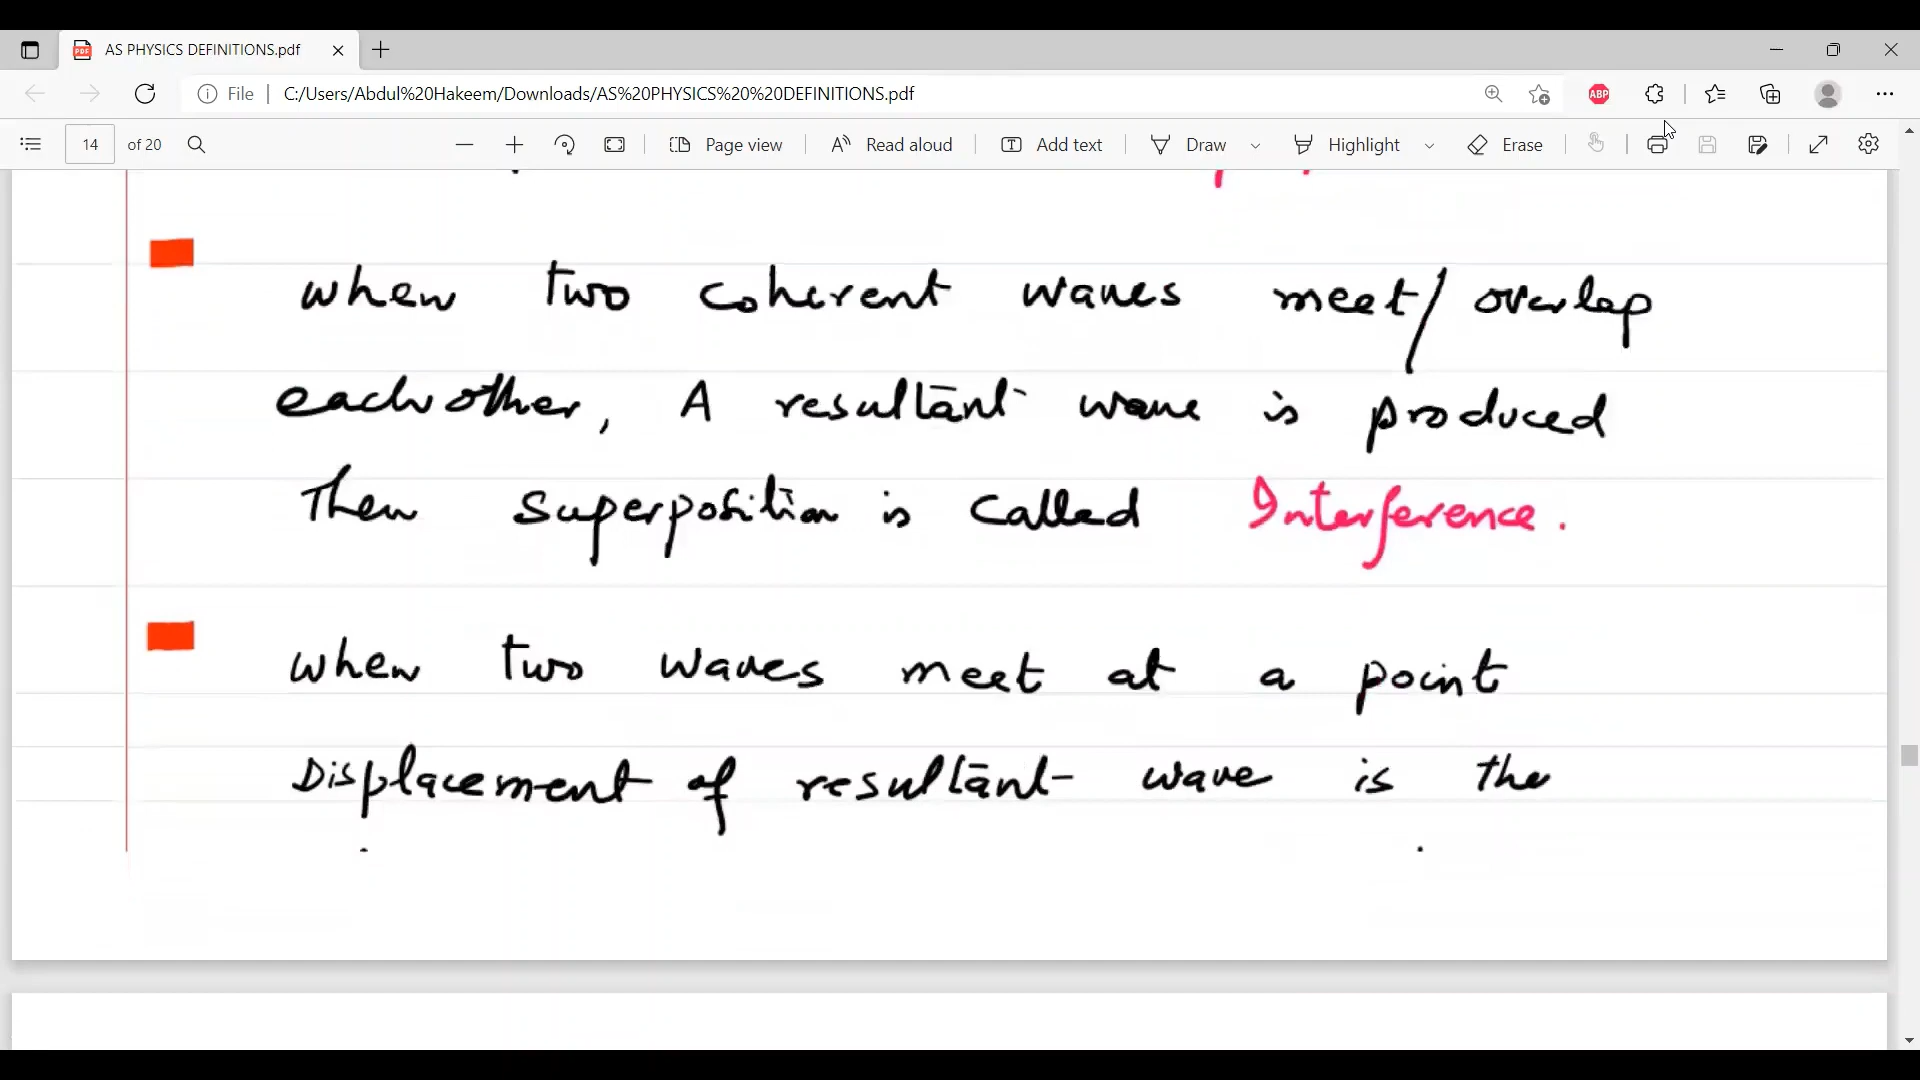 AS PHYSICS DEFINITIONS.pdf
File
C:/Users/Abdul%20Hakeem/Downloads/AS%20PHYSICS%20%20DEFINITIONS.pdf
ABP
14 of 20
Page view
Read aloud
Add text
Draw
Highlight
Erase
when two coherent waves meet/ overlap
eachother, A resultant wave is produced
Then superposition is called Interference.
when two waves meet at a point
Displacement of resultant wave is the